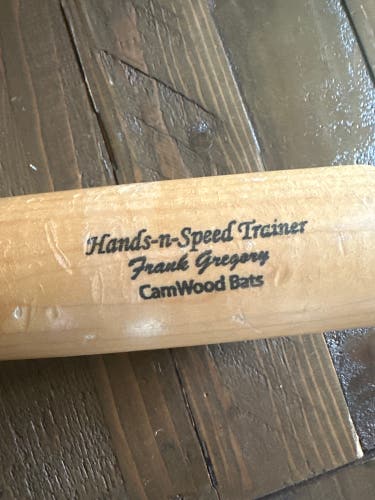 Hands-n-Speed Trainer
Frank Gregory
CamWood Bats